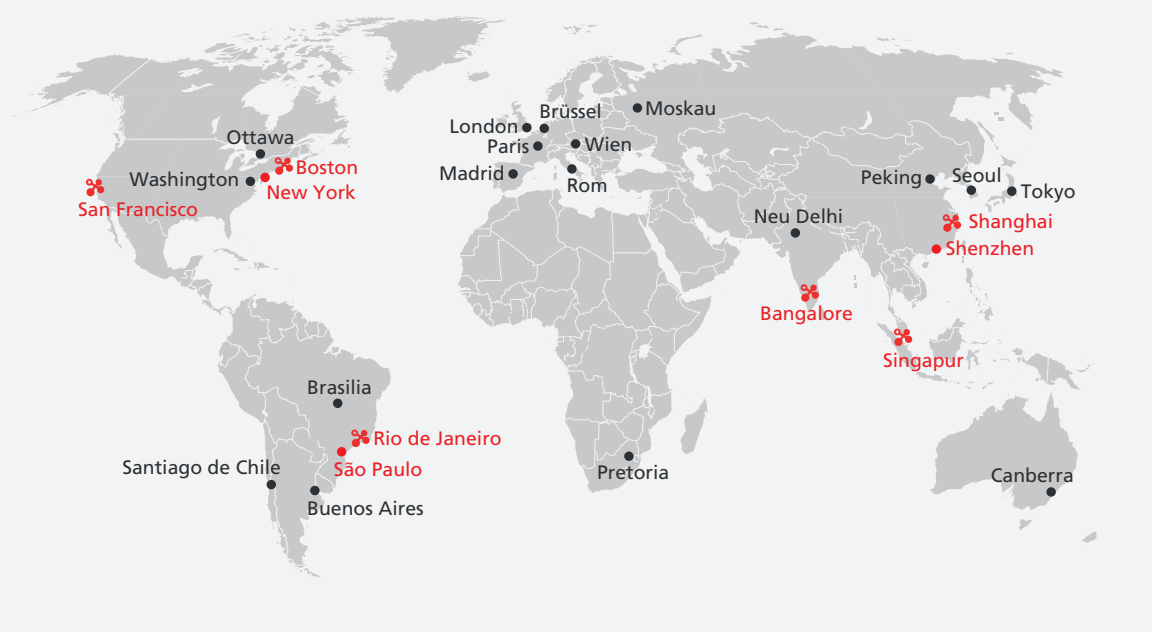 Brüssel
Moskau
London
Ottawa
Wien
Paris
Boston
Madrid
Seoul
Peking
Washington
Rom
New York
Tokyo
San Francisco
Neu Delhi
Shanghai
Shenzhen
Bangalore
Singapur
Brasilia
Rio de Janeiro
Santiago de Chile
São Paulo
Pretoria
Canberra
Buenos Aires